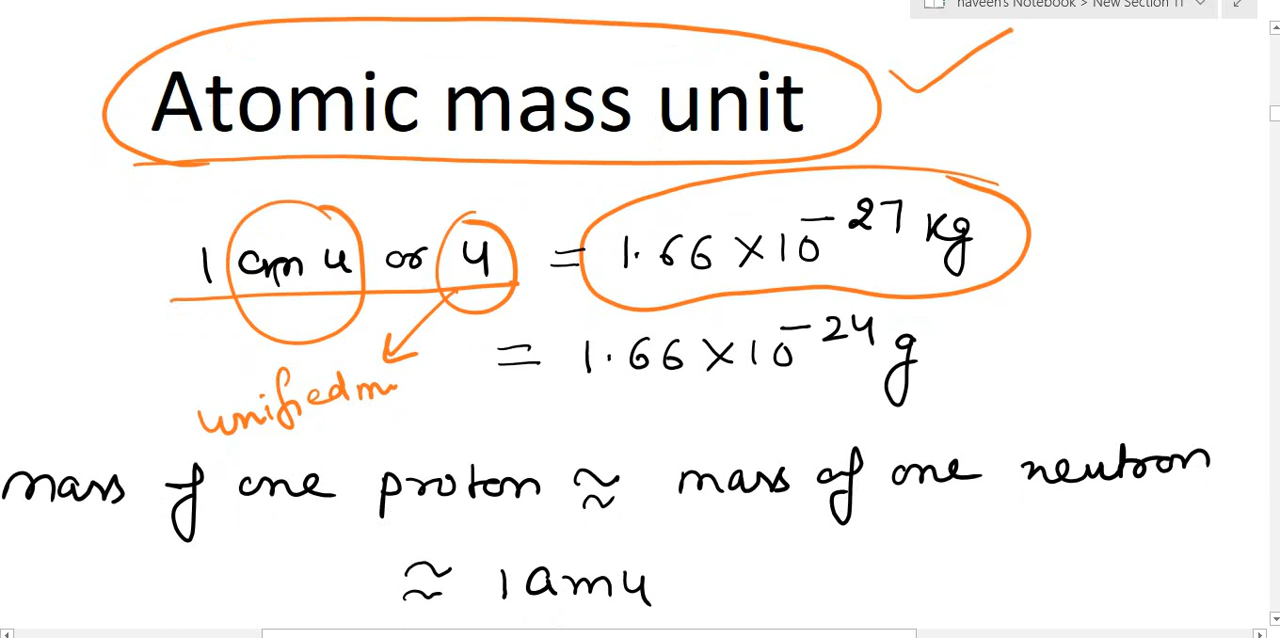 naveen's Notebook > New Section 11
Atomic mass unit
1 amu or u = 1.66 × 10⁻²⁷ kg
= 1.66 × 10⁻²⁴ g
unified m
mass of one proton ≈ mass of one neutron
≈ 1 amu